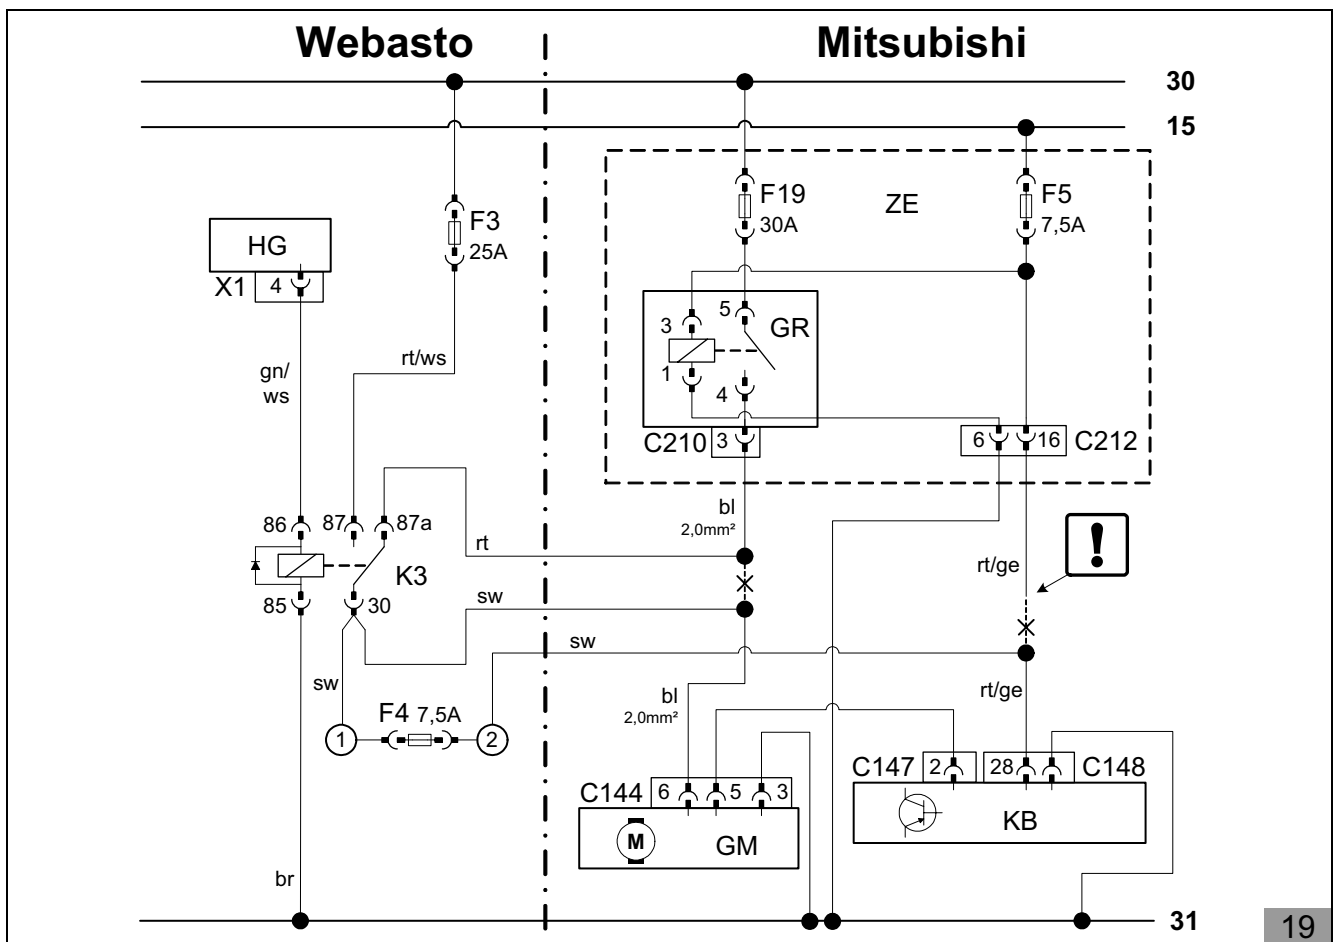 Webasto
Mitsubishi
30
15
F3
25A
F19
30A
ZE
F5
7,5A
HG
X1
4
gn/
ws
rt/ws
3
5
GR
1
4
C210
3
6
16
C212
bl
2,0mm²
86
87
87a
rt
K3
85
30
sw
rt/ge
!
sw
sw
F4 7,5A
1
2
bl
2,0mm²
rt/ge
C147
2
28
C148
C144
6
5
3
M
GM
KB
br
31
19